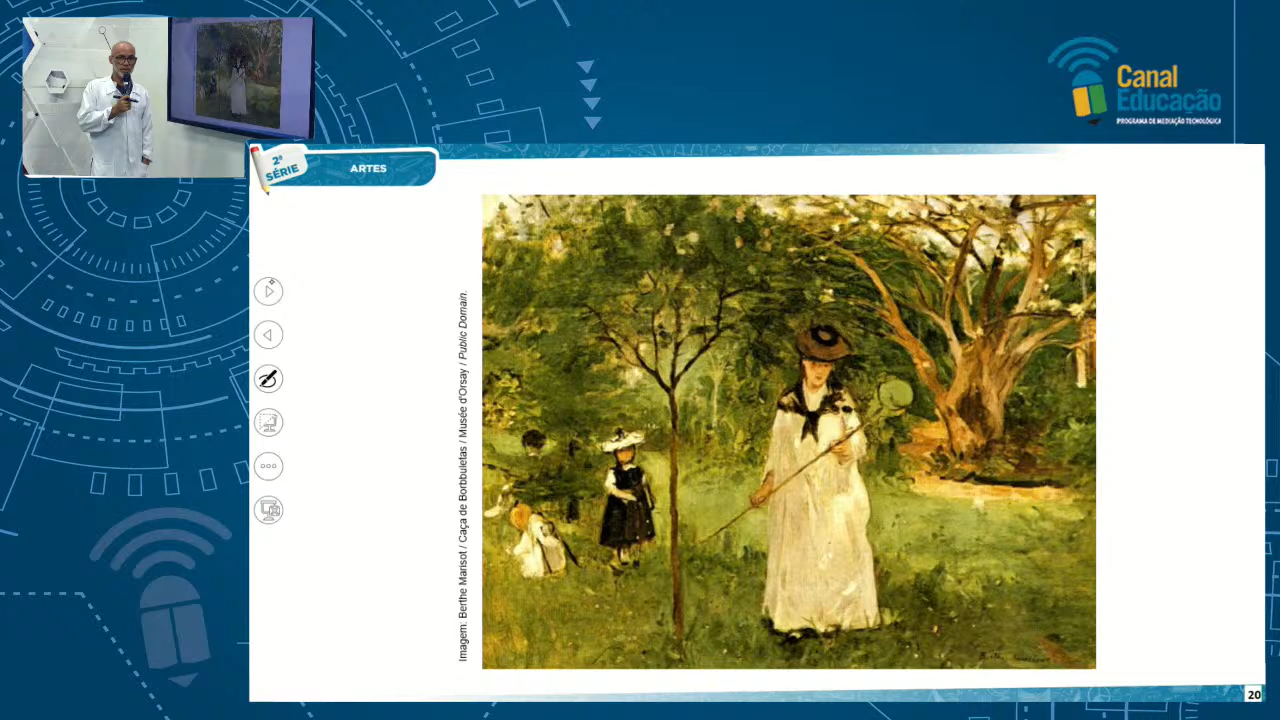 Canal
Educação
PROGRAMA DE MEDIAÇÃO TECNOLÓGICA
2ª
SÉRIE
ARTES
Imagem: Berthe Marisot / Caça de Borbbuletas / Musée d'Orsay / Public Domain.
20